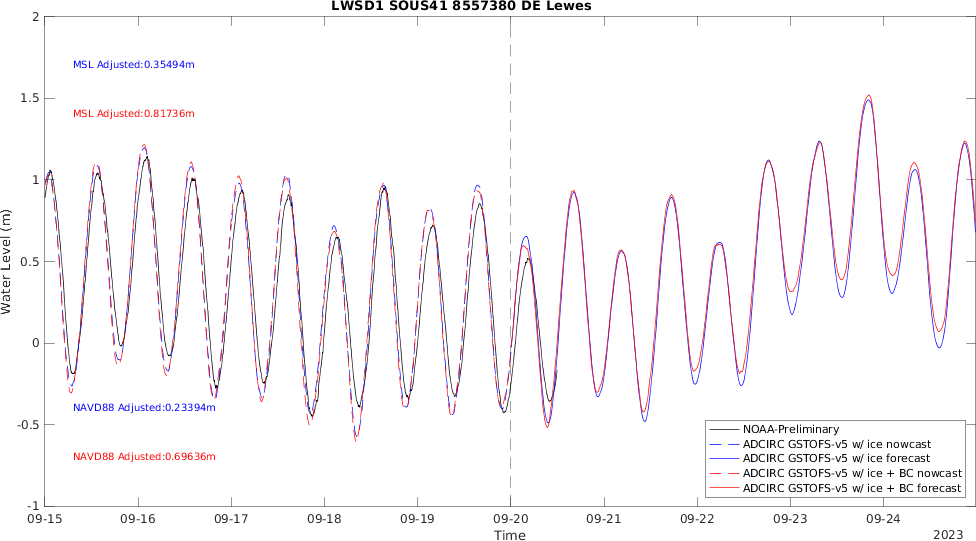 LWSD1 SOUS41 8557380 DE Lewes
2
MSL Adjusted:0.35494m
1.5
MSL Adjusted:0.81736m
1
Water Level (m)
0.5
0
NAVD88 Adjusted:0.23394m
-0.5
NAVD88 Adjusted:0.69636m
NOAA-Preliminary
ADCIRC GSTOFS-v5 w/ ice nowcast
ADCIRC GSTOFS-v5 w/ ice forecast
ADCIRC GSTOFS-v5 w/ ice + BC nowcast
ADCIRC GSTOFS-v5 w/ ice + BC forecast
-1
09-15 09-16 09-17 09-18 09-19 09-20 09-21 09-22 09-23 09-24
Time
2023